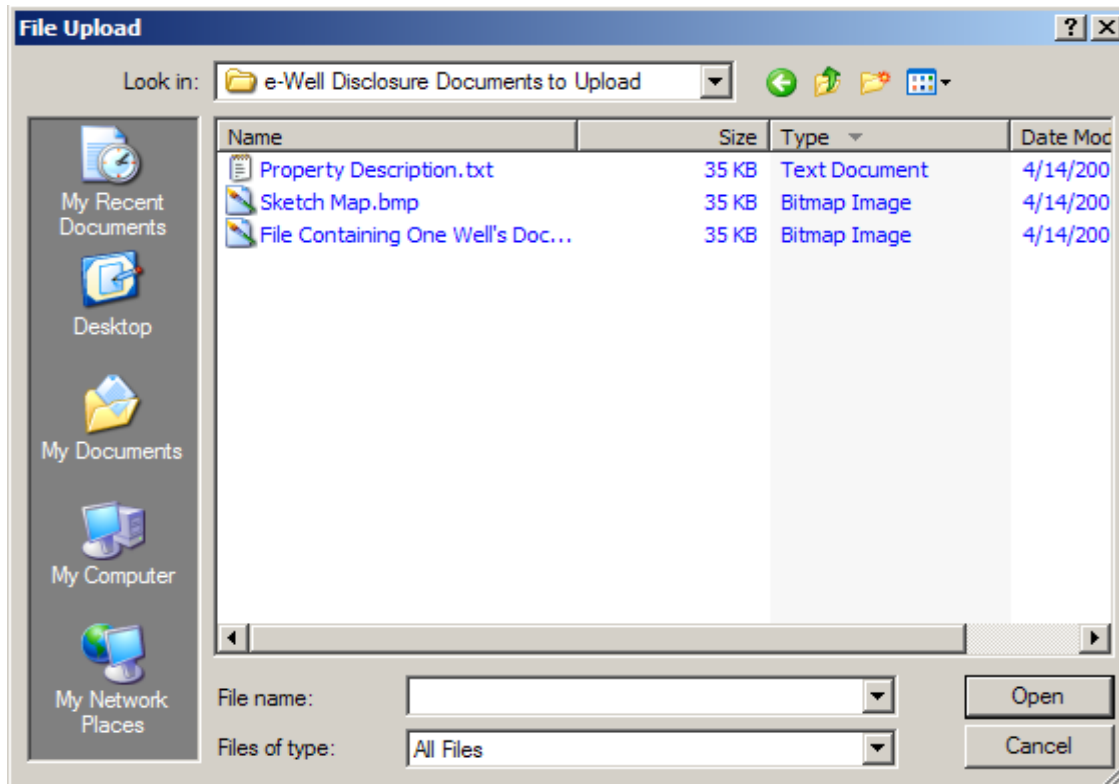 File Upload
Look in: e-Well Disclosure Documents to Upload
Name Size Type Date Moc
Property Description.txt 35 KB Text Document 4/14/200
Sketch Map.bmp 35 KB Bitmap Image 4/14/200
File Containing One Well's Doc... 35 KB Bitmap Image 4/14/200
My Recent
Documents
Desktop
My Documents
My Computer
My Network
Places
File name: Open
Files of type: All Files Cancel